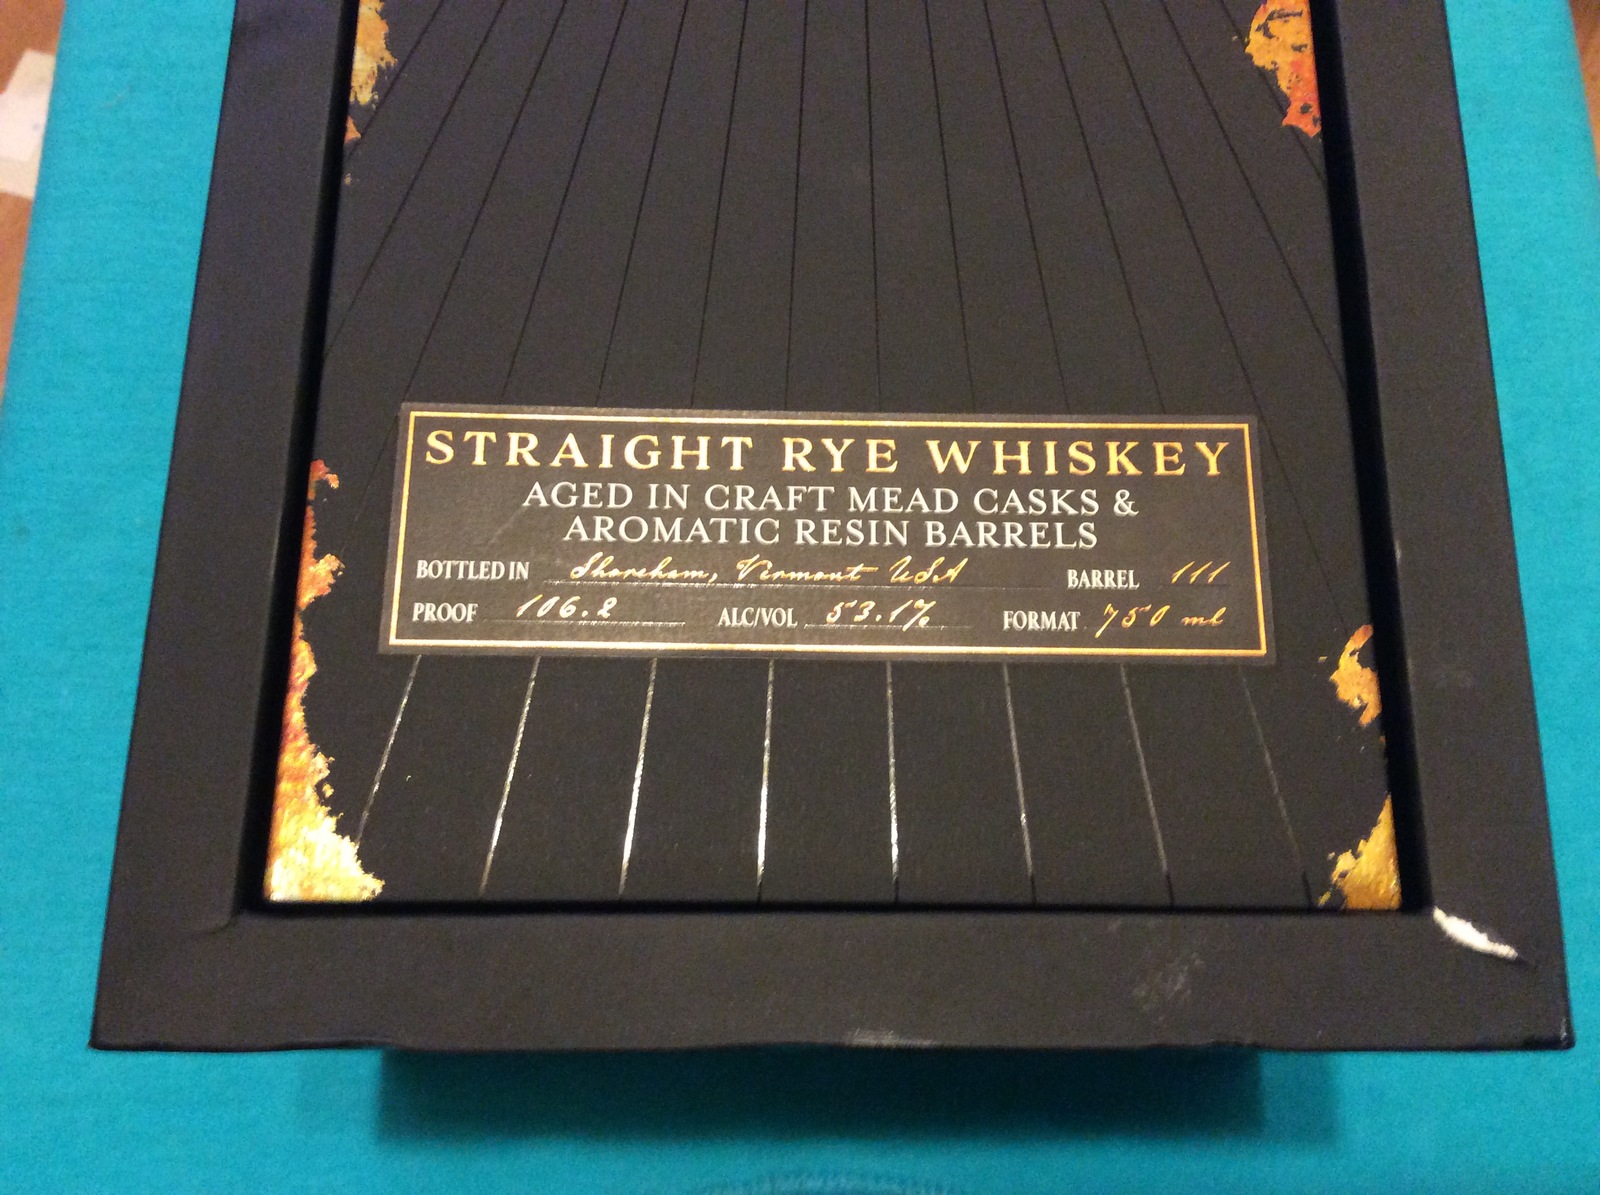 STRAIGHT RYE WHISKEY
AGED IN CRAFT MEAD CASKS &
AROMATIC RESIN BARRELS
BOTTLED IN Shoreham, Vermont USA BARREL 111
PROOF 106.2 ALC/VOL 53.1% FORMAT 750 ml